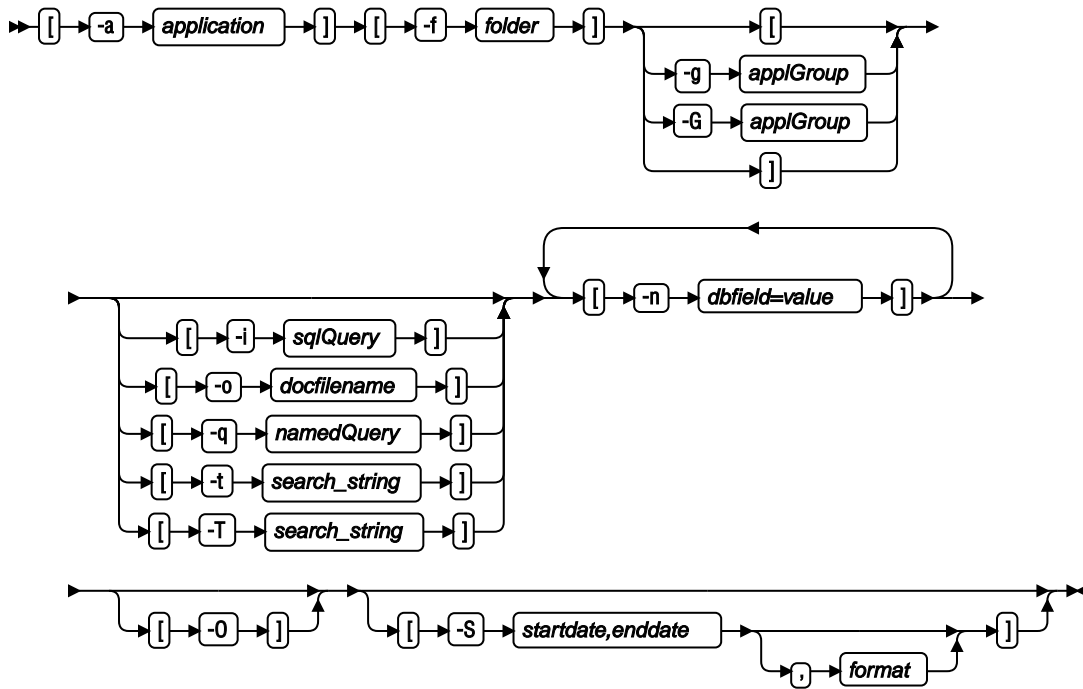 [ -a application ] [ -f folder ] [
-g applGroup
-G applGroup
]
[ -n dbfield=value ]
[ -i sqlQuery ]
[ -o docfilename ]
[ -q namedQuery ]
[ -t search_string ]
[ -T search_string ]
[ -O ] [ -S startdate,enddate ]
, format